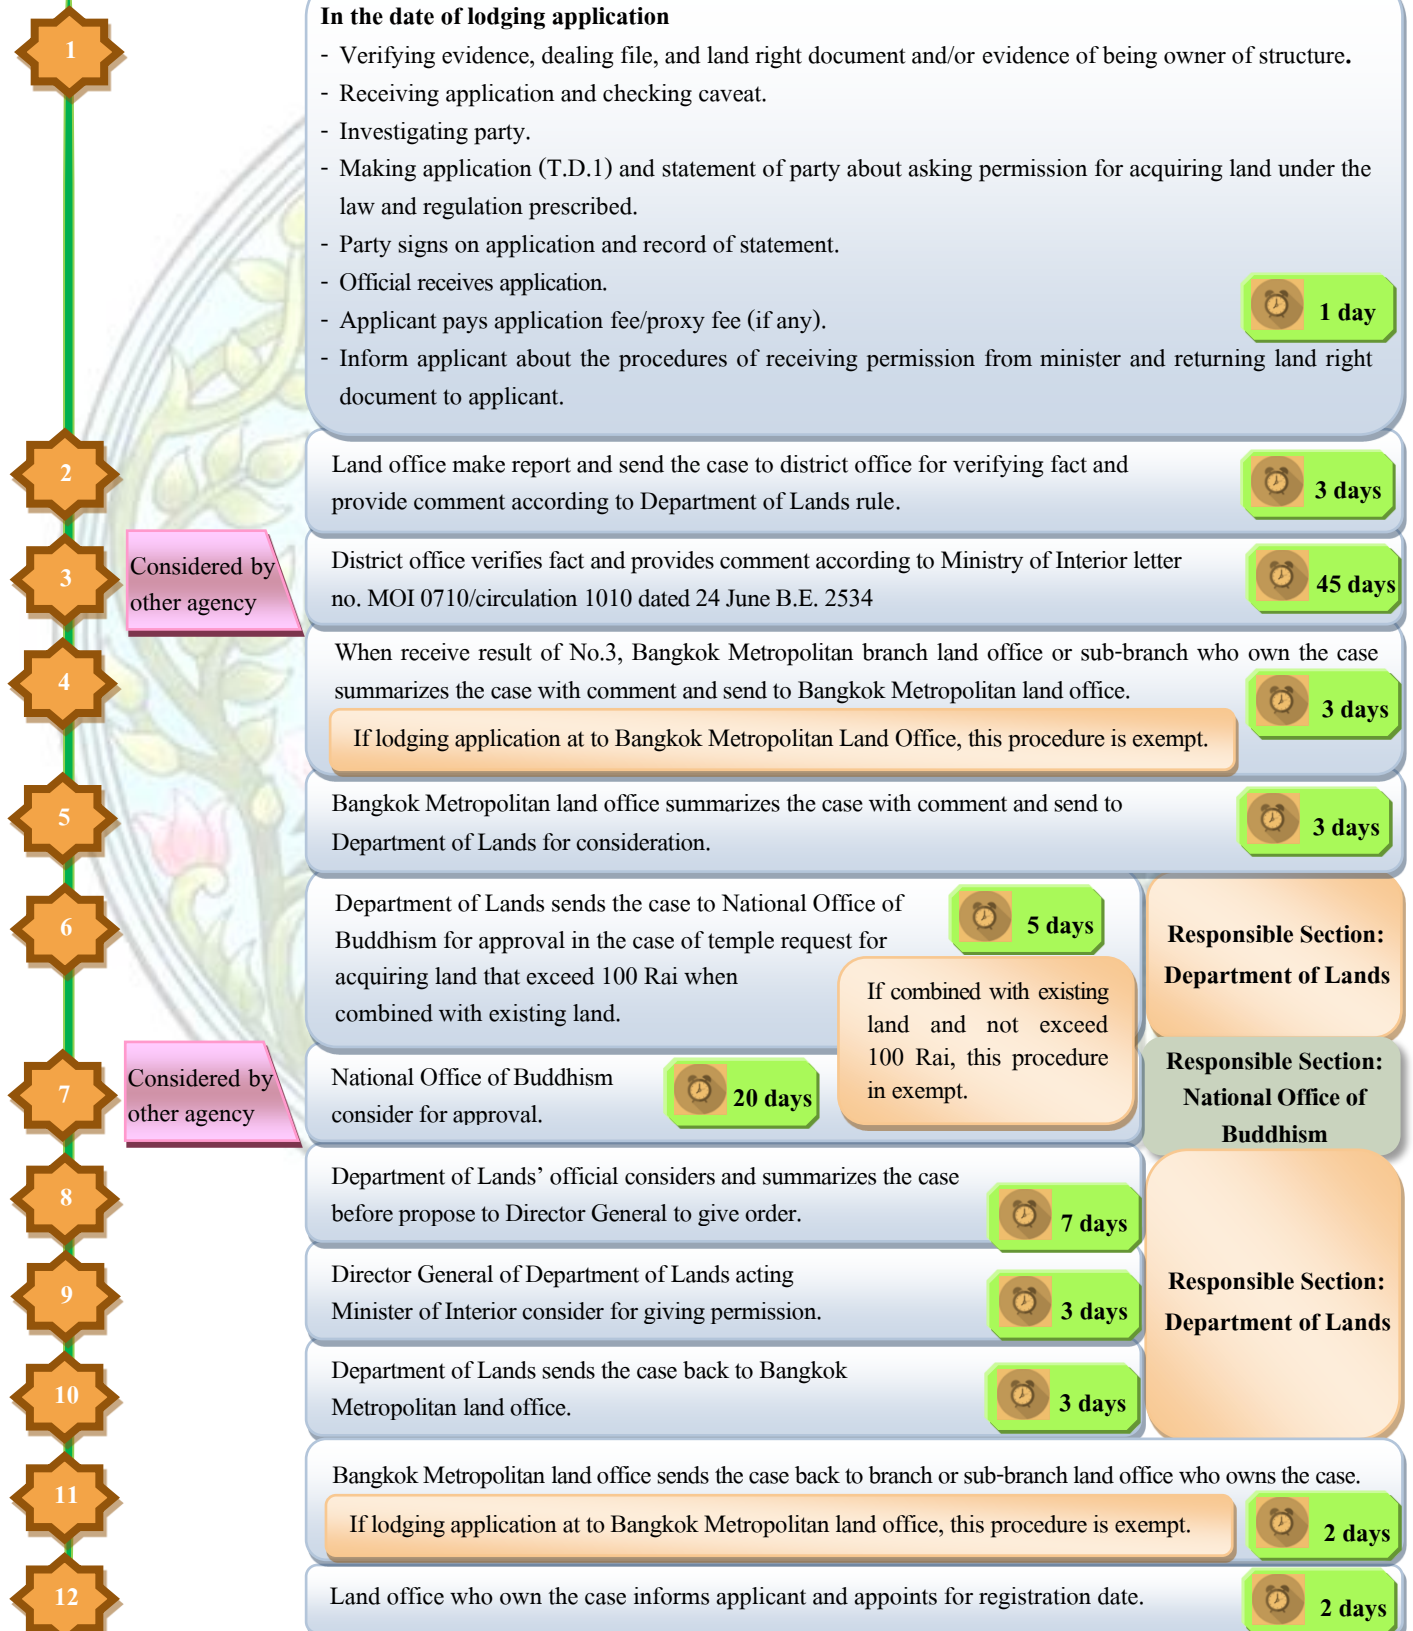 1
In the date of lodging application
- Verifying evidence, dealing file, and land right document and/or evidence of being owner of structure.
- Receiving application and checking caveat.
- Investigating party.
- Making application (T.D.1) and statement of party about asking permission for acquiring land under the
law and regulation prescribed.
- Party signs on application and record of statement.
- Official receives application.
- Applicant pays application fee/proxy fee (if any).
- Inform applicant about the procedures of receiving permission from minister and returning land right
document to applicant.
1 day
2
Land office make report and send the case to district office for verifying fact and
provide comment according to Department of Lands rule.
3 days
3
Considered by
other agency
District office verifies fact and provides comment according to Ministry of Interior letter
no. MOI 0710/circulation 1010 dated 24 June B.E. 2534
45 days
4
When receive result of No.3, Bangkok Metropolitan branch land office or sub-branch who own the case
summarizes the case with comment and send to Bangkok Metropolitan land office.
3 days
If lodging application at to Bangkok Metropolitan Land Office, this procedure is exempt.
5
Bangkok Metropolitan land office summarizes the case with comment and send to
Department of Lands for consideration.
3 days
6
Department of Lands sends the case to National Office of
Buddhism for approval in the case of temple request for
acquiring land that exceed 100 Rai when
combined with existing land.
5 days
If combined with existing
land and not exceed
100 Rai, this procedure
in exempt.
Responsible Section:
Department of Lands
7
Considered by
other agency
National Office of Buddhism
consider for approval.
20 days
Responsible Section:
National Office of
Buddhism
8
Department of Lands' official considers and summarizes the case
before propose to Director General to give order.
7 days
9
Director General of Department of Lands acting
Minister of Interior consider for giving permission.
3 days
Responsible Section:
Department of Lands
10
Department of Lands sends the case back to Bangkok
Metropolitan land office.
3 days
11
Bangkok Metropolitan land office sends the case back to branch or sub-branch land office who owns the case.
If lodging application at to Bangkok Metropolitan land office, this procedure is exempt.
2 days
12
Land office who own the case informs applicant and appoints for registration date.
2 days